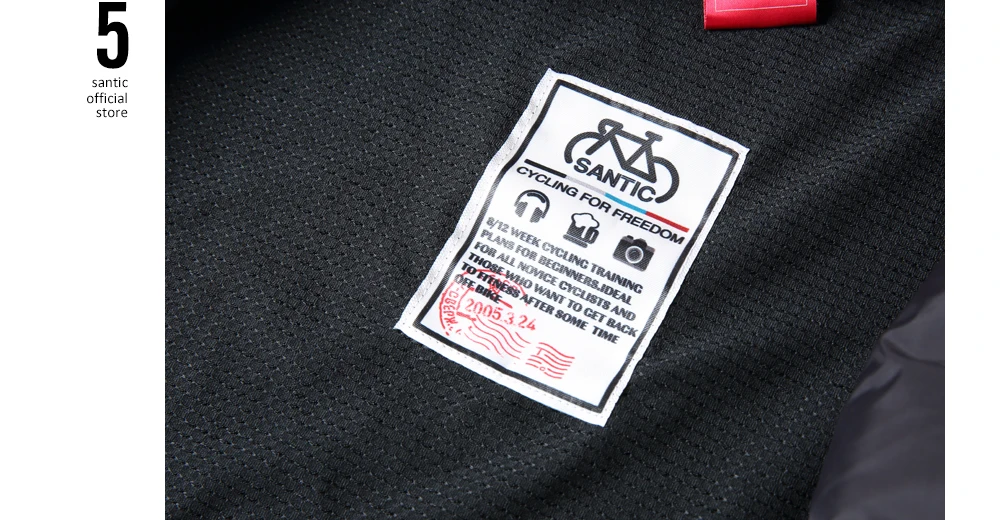 5
santic
official
store
SANTIC
CYCLING FOR FREEDOM
8/12 WEEK CYCLING TRAINING
PLANS FOR BEGINNERS.IDEAL
FOR ALL NOVICE CYCLISTS AND
THOSE WHO WANT TO GET BACK
TO FITNESS AFTER SOME TIME
OFF BIKE
2005.3.24